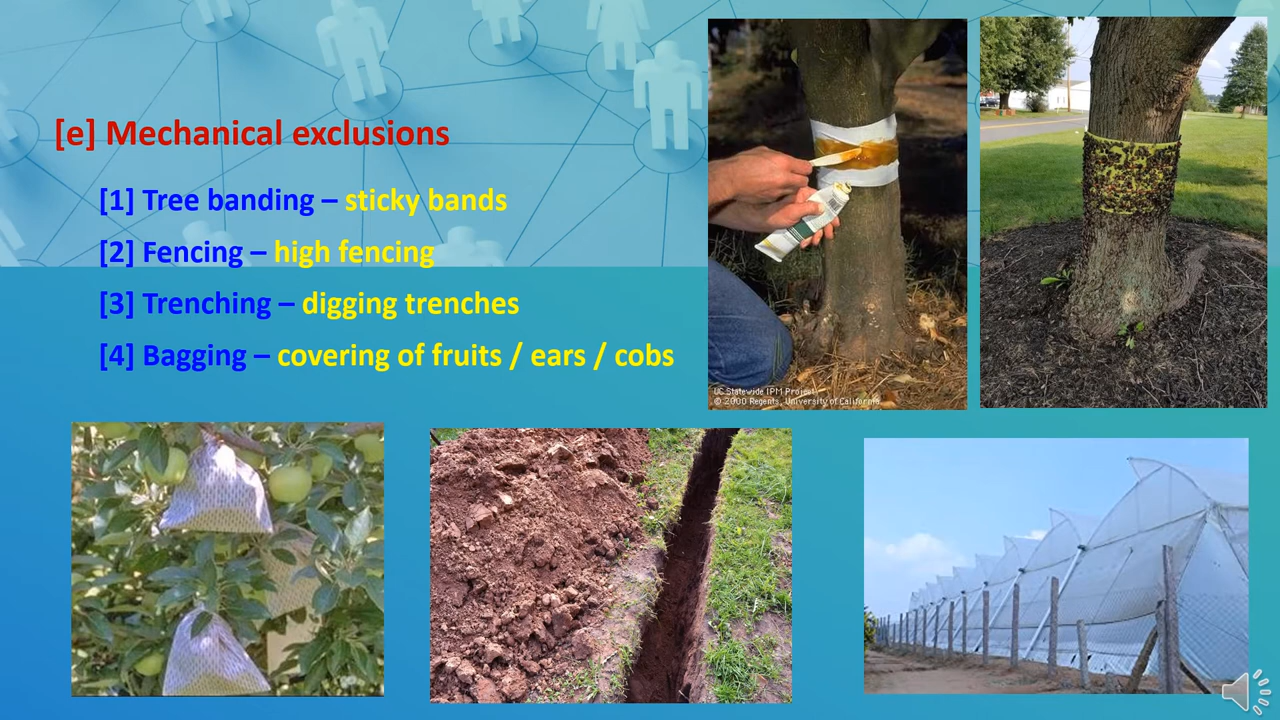 [e] Mechanical exclusions
[1] Tree banding – sticky bands
[2] Fencing – high fencing
[3] Trenching – digging trenches
[4] Bagging – covering of fruits / ears / cobs
UC Statewide IPM Project
© 2000 Regents, University of California